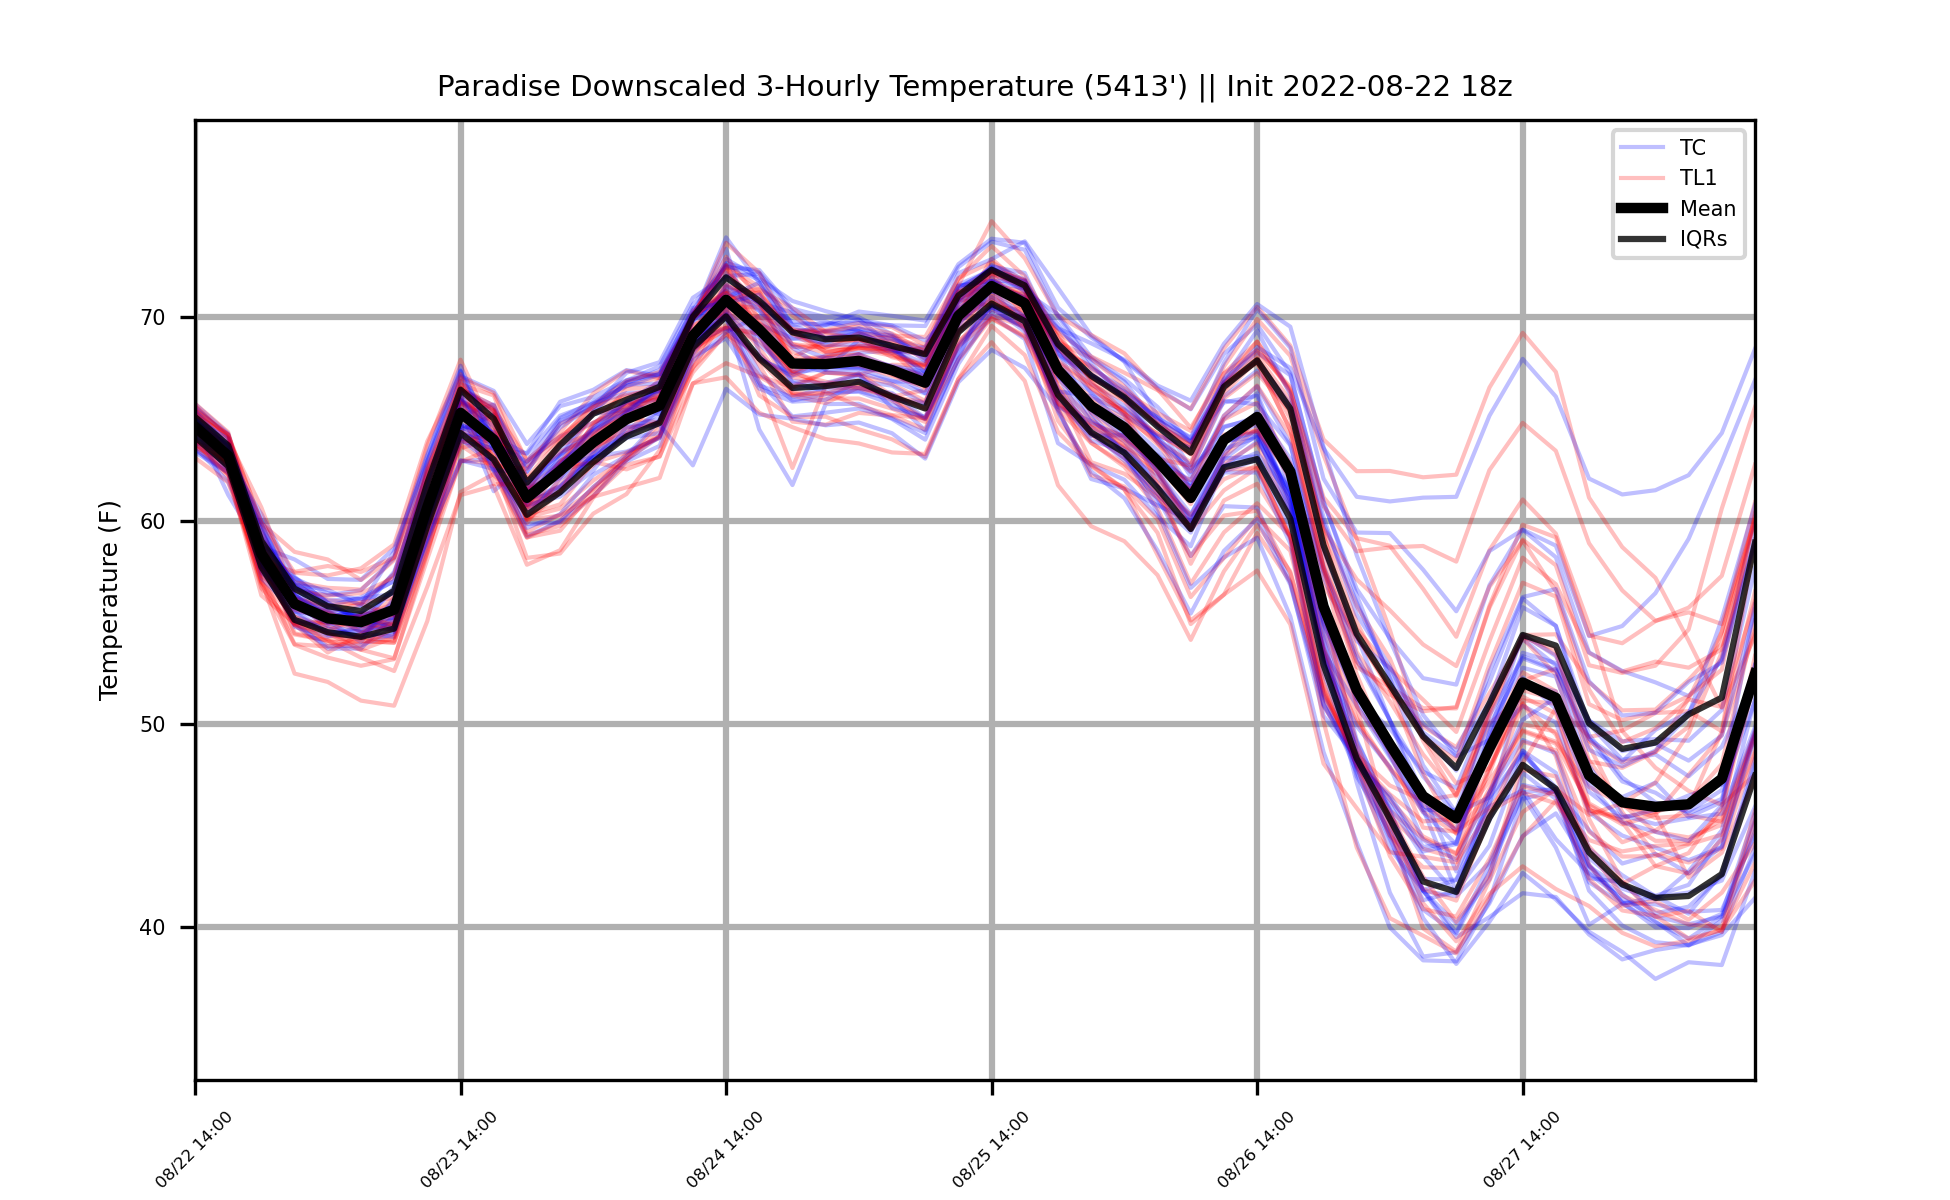 Paradise Downscaled 3-Hourly Temperature (5413') || Init 2022-08-22 18z
TC
TL1
Mean
IQRs
Temperature (F)
70
60
50
40
08/22 14:00
08/23 14:00
08/24 14:00
08/25 14:00
08/26 14:00
08/27 14:00